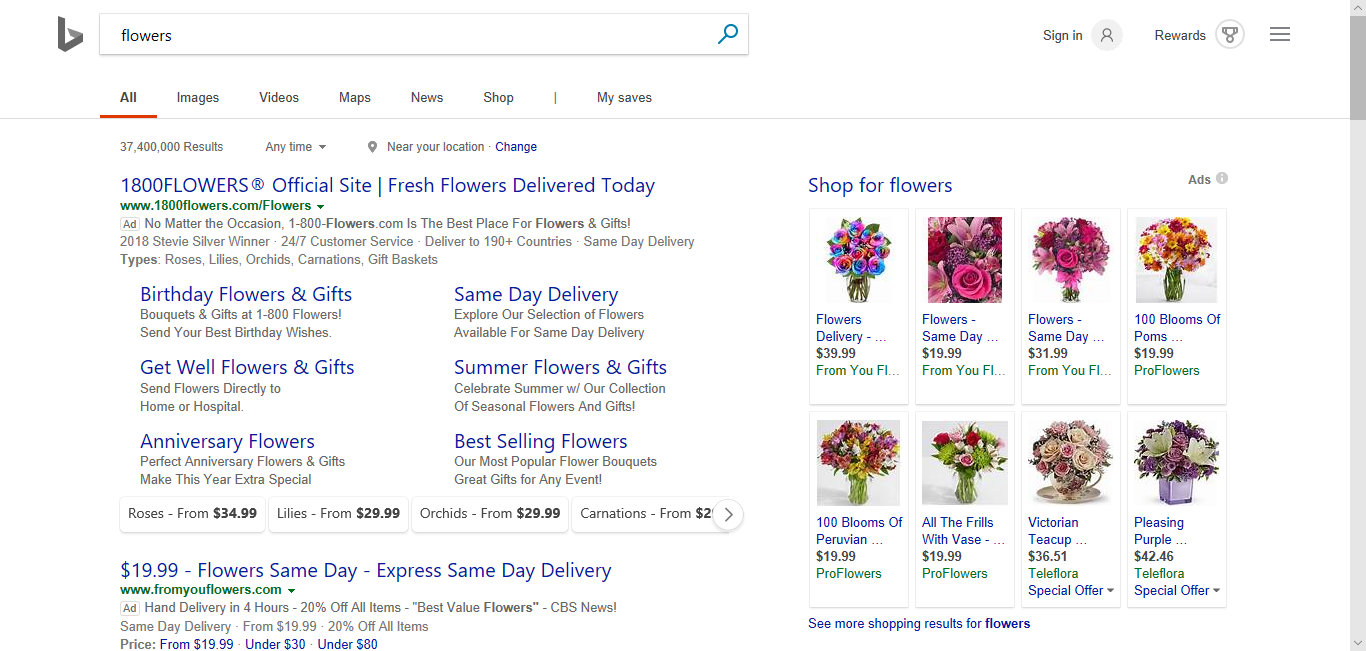 flowers
Sign in
Rewards
All
Images
Videos
Maps
News
Shop
|
My saves
37,400,000 Results
Any time
Near your location · Change
1800FLOWERS® Official Site | Fresh Flowers Delivered Today
www.1800flowers.com/Flowers
Ad No Matter the Occasion, 1-800-Flowers.com Is The Best Place For Flowers & Gifts!
2018 Stevie Silver Winner · 24/7 Customer Service · Deliver to 190+ Countries · Same Day Delivery
Types: Roses, Lilies, Orchids, Carnations, Gift Baskets
Birthday Flowers & Gifts
Bouquets & Gifts at 1-800 Flowers!
Send Your Best Birthday Wishes.
Same Day Delivery
Explore Our Selection of Flowers
Available For Same Day Delivery
Get Well Flowers & Gifts
Send Flowers Directly to
Home or Hospital.
Summer Flowers & Gifts
Celebrate Summer w/ Our Collection
Of Seasonal Flowers And Gifts!
Anniversary Flowers
Perfect Anniversary Flowers & Gifts
Make This Year Extra Special
Best Selling Flowers
Our Most Popular Flower Bouquets
Great Gifts for Any Event!
Roses - From $34.99
Lilies - From $29.99
Orchids - From $29.99
Carnations - From $2
$19.99 - Flowers Same Day - Express Same Day Delivery
www.fromyouflowers.com
Ad Hand Delivery in 4 Hours - 20% Off All Items - "Best Value Flowers" - CBS News!
Same Day Delivery · From $19.99 · 20% Off All Items
Price: From $19.99 · Under $30 · Under $80
Shop for flowers
Ads
Flowers
Delivery - ...
$39.99
From You Fl...
Flowers -
Same Day ...
$19.99
From You Fl...
Flowers -
Same Day ...
$31.99
From You Fl...
100 Blooms Of
Poms ...
$19.99
ProFlowers
100 Blooms Of
Peruvian ...
$19.99
ProFlowers
All The Frills
With Vase - ...
$19.99
ProFlowers
Victorian
Teacup ...
$36.51
Teleflora
Special Offer
Pleasing
Purple ...
$42.46
Teleflora
Special Offer
See more shopping results for flowers